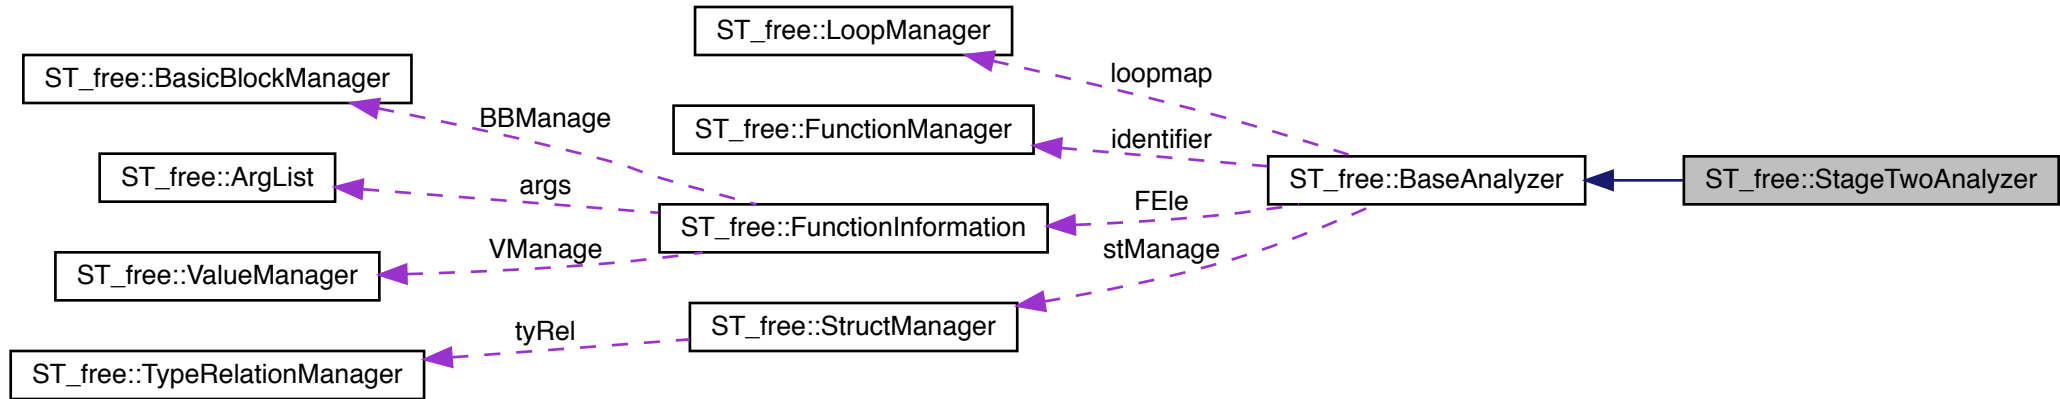 ST_free::LoopManager
ST_free::BasicBlockManager
loopmap
BBManage
ST_free::FunctionManager
identifier
ST_free::ArgList
args
ST_free::BaseAnalyzer
ST_free::StageTwoAnalyzer
FEle
ST_free::FunctionInformation
VManage
stManage
ST_free::ValueManager
tyRel
ST_free::StructManager
ST_free::TypeRelationManager